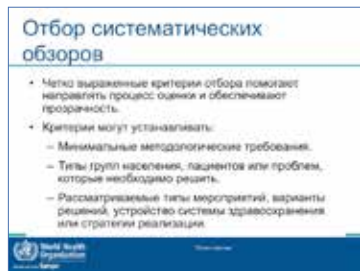 Отбор систематических
обзоров
• Четко выраженные критерии отбора помогают
направлять процесс оценки и обеспечивают
прозрачность.
• Критерии могут устанавливать:
– Минимальные методологические требования.
– Типы групп населения, пациентов или проблем,
которые необходимо решить.
– Рассматриваемые типы мероприятий, варианты
решений, устройство системы здравоохранения
или стратегии реализации.
World Health
Organization
Europe